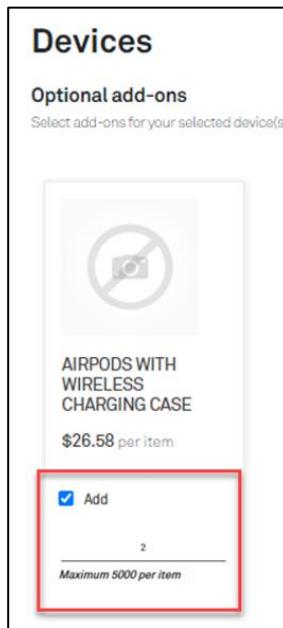 Devices
Optional add-ons
Select add-ons for your selected device(s
AIRPODS WITH
WIRELESS
CHARGING CASE
$26.58 per item
Add
2
Maximum 5000 per item